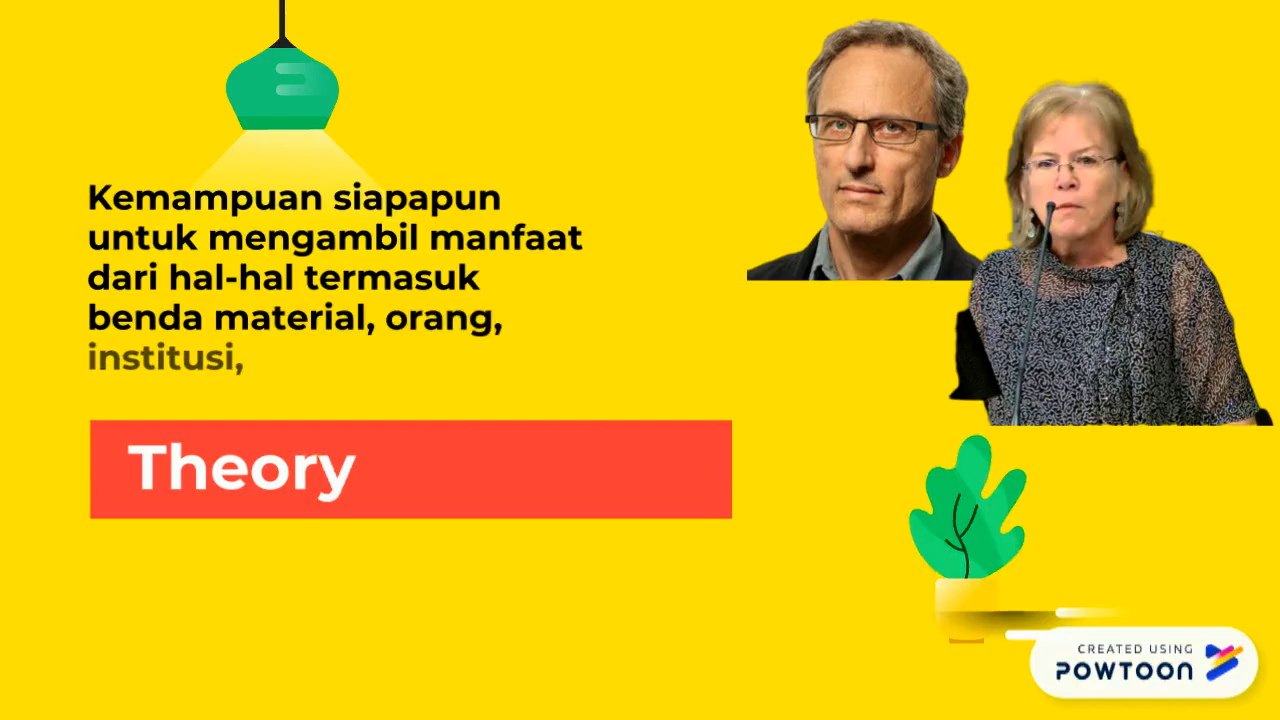 Kemampuan siapapun
untuk mengambil manfaat
dari hal-hal termasuk
benda material, orang,
institusi,
Theory
CREATED USING
POWTOON